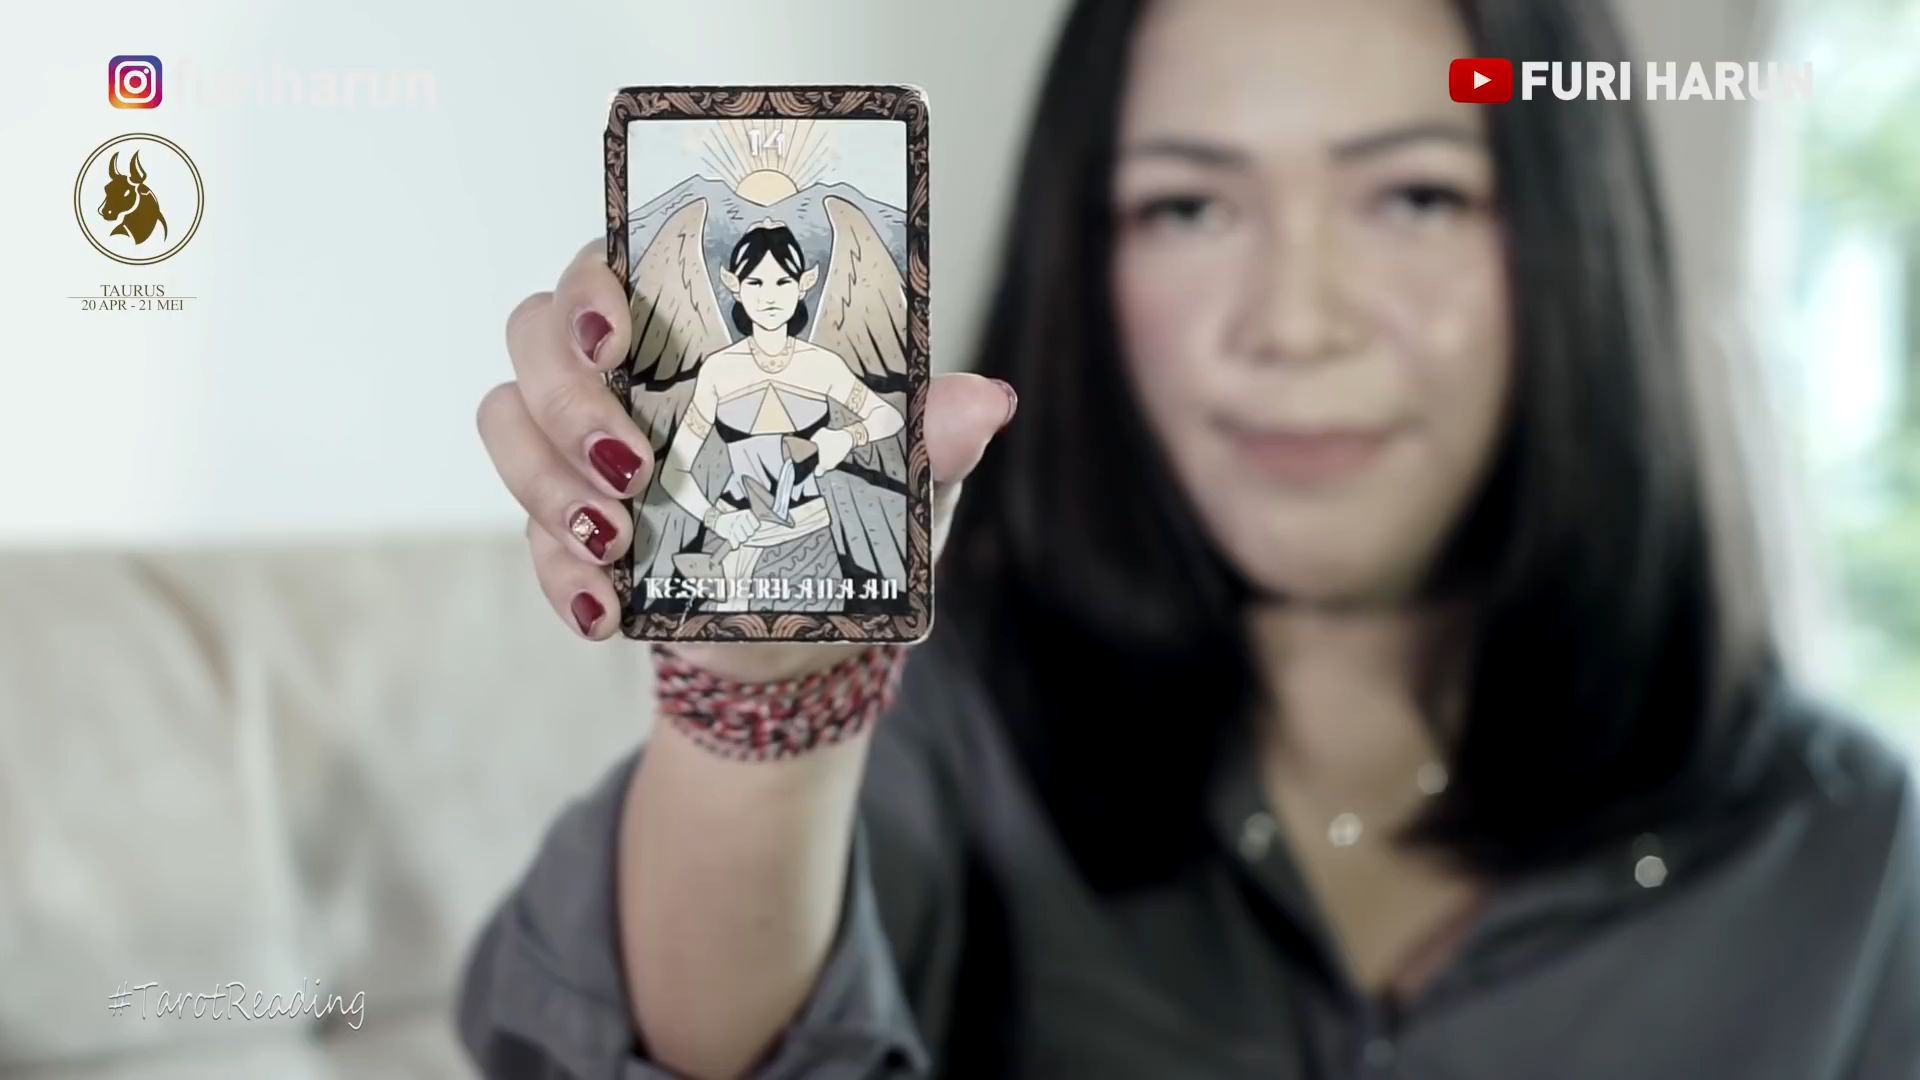 furiharun
FURI HARUN
14
TAURUS
20 APR - 21 MEI
KESEDERHANAAN
#TarotReading